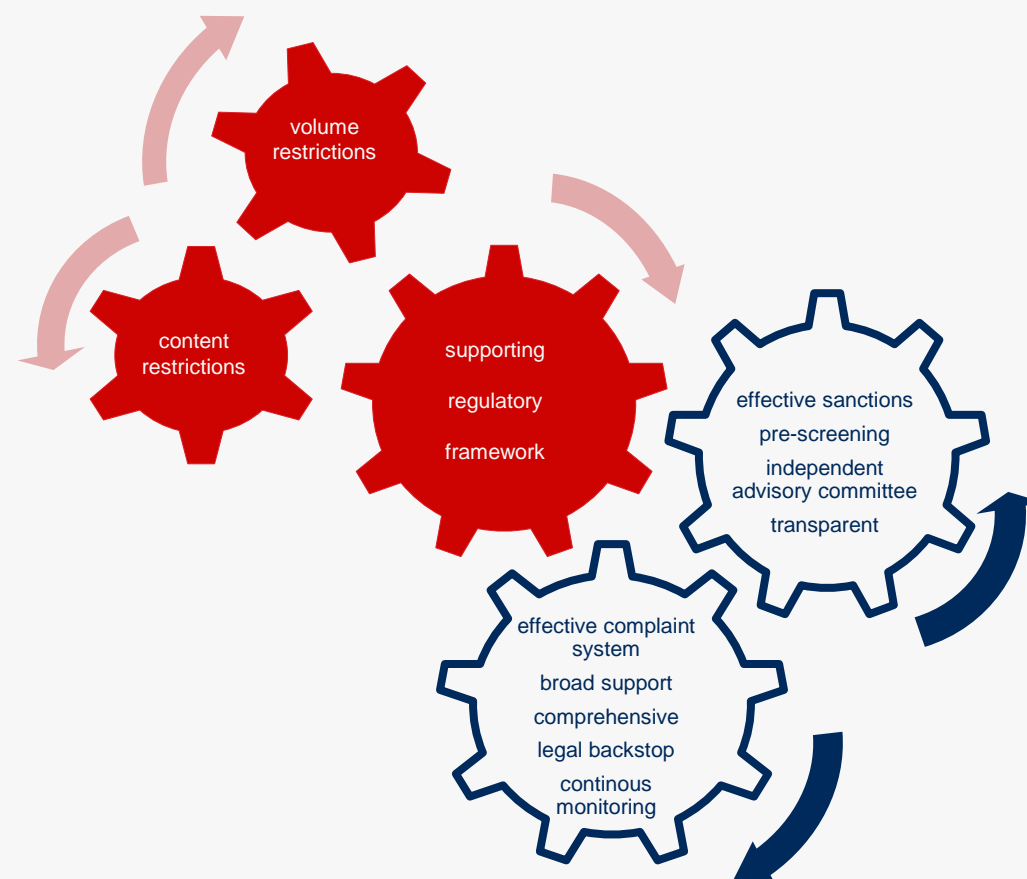 volume
restrictions
content
restrictions
supporting
regulatory
framework
effective sanctions
pre-screening
independent
advisory committee
transparent
effective complaint
system
broad support
comprehensive
legal backstop
continous
monitoring